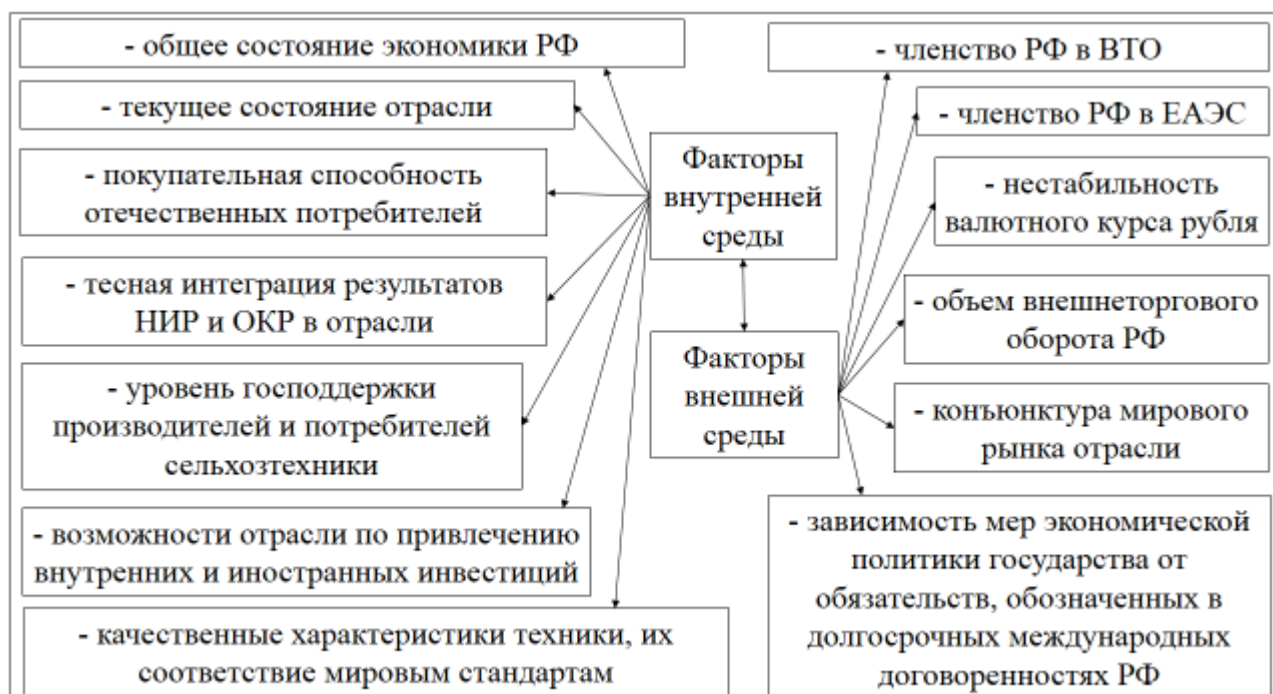 - общее состояние экономики РФ
- текущее состояние отрасли
- покупательная способность
отечественных потребителей
- тесная интеграция результатов
НИР и ОКР в отрасли
- уровень господдержки
производителей и потребителей
сельхозтехники
- возможности отрасли по привлечению
внутренних и иностранных инвестиций
- качественные характеристики техники, их
соответствие мировым стандартам
Факторы
внутренней
среды
Факторы
внешней
среды
- членство РФ в ВТО
- членство РФ в ЕАЭС
- нестабильность
валютного курса рубля
- объем внешнеторгового
оборота РФ
- конъюнктура мирового
рынка отрасли
- зависимость мер экономической
политики государства от
обязательств, обозначенных в
долгосрочных международных
договоренностях РФ